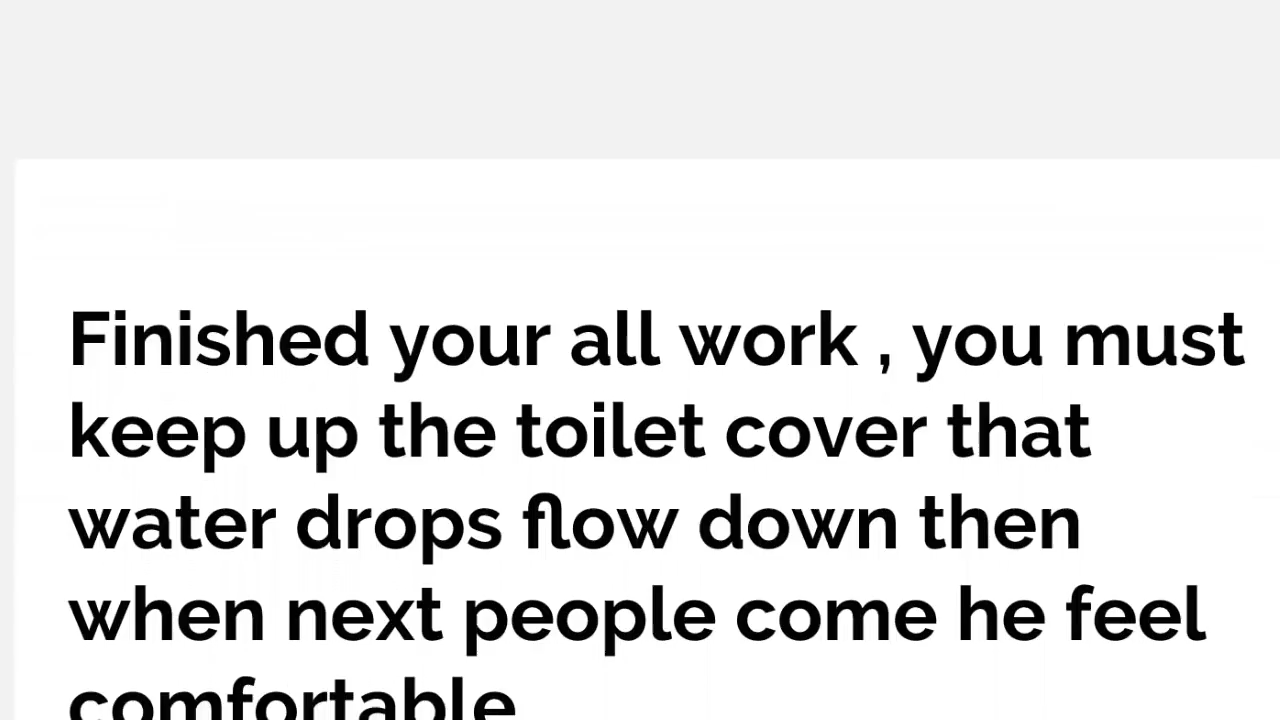 Finished your all work , you must
keep up the toilet cover that
water drops flow down then
when next people come he feel
comfortable